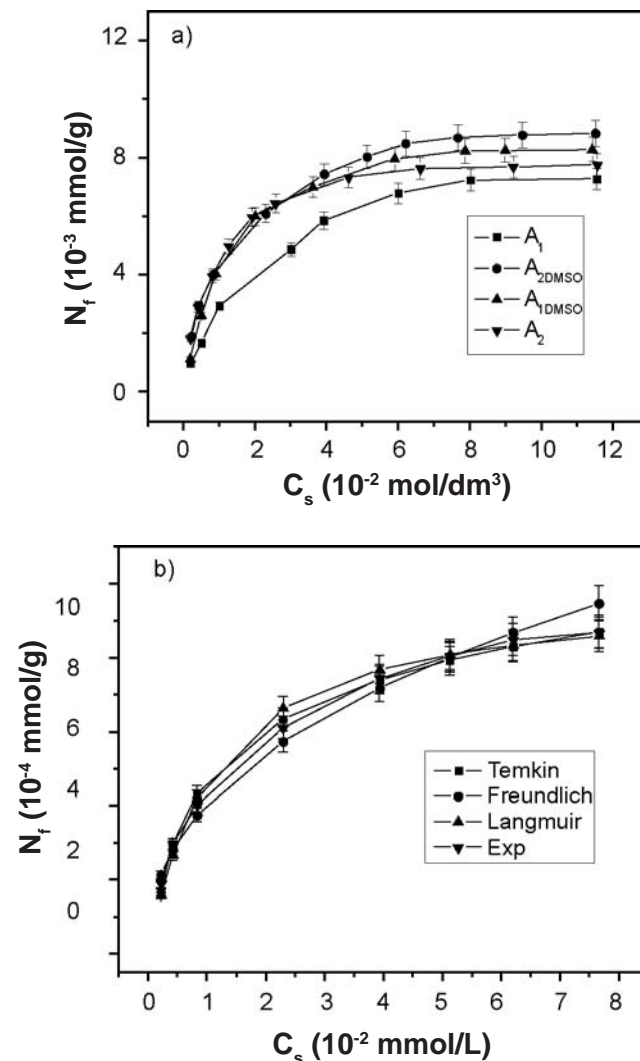 a)
12
8
4
0
N_f (10^-3 mmol/g)
A_1
A_2DMSO
A_1DMSO
A_2
0 2 4 6 8 10 12
C_s (10^-2 mol/dm^3)
b)
10
8
6
4
2
0
N_f (10^-4 mmol/g)
Temkin
Freundlich
Langmuir
Exp
0 1 2 3 4 5 6 7 8
C_s (10^-2 mmol/L)